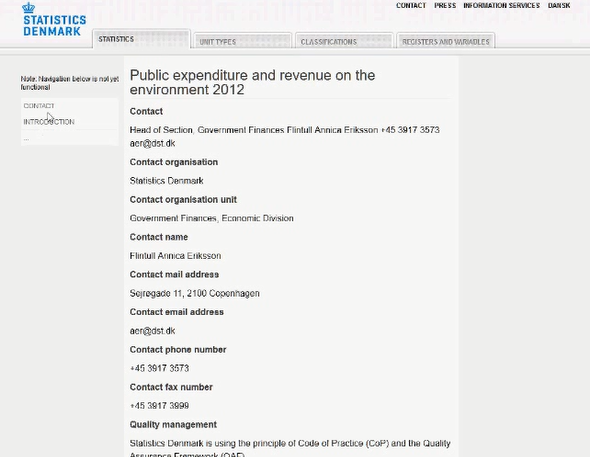 CONTACT PRESS INFORMATION SERVICES DANSK
STATISTICS
DENMARK
STATISTICS
UNIT TYPES
CLASSIFICATIONS
REGISTERS AND VARIABLES
Note: Navigation below is not yet
functional
CONTACT
INTRODUCTION
...
Public expenditure and revenue on the
environment 2012
Contact
Head of Section, Government Finances Flintull Annica Eriksson +45 3917 3573
aer@dst.dk
Contact organisation
Statistics Denmark
Contact organisation unit
Government Finances, Economic Division
Contact name
Flintull Annica Eriksson
Contact mail address
Sejrøgade 11, 2100 Copenhagen
Contact email address
aer@dst.dk
Contact phone number
+45 3917 3573
Contact fax number
+45 3917 3999
Quality management
Statistics Denmark is using the principle of Code of Practice (CoP) and the Quality
Assurance Framework (QAF)